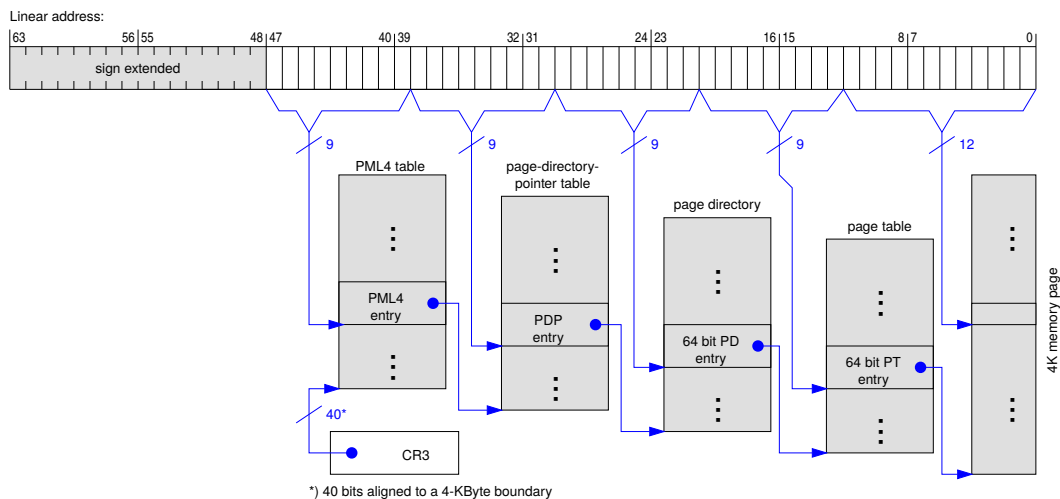 Linear address:
63 56 55 48 47 40 39 32 31 24 23 16 15 8 7 0
sign extended
9 9 9 9 12
PML4 table
page-directory-
pointer table
page directory
page table
PML4
entry
PDP
entry
64 bit PD
entry
64 bit PT
entry
4K memory page
40*
CR3
*) 40 bits aligned to a 4-KByte boundary